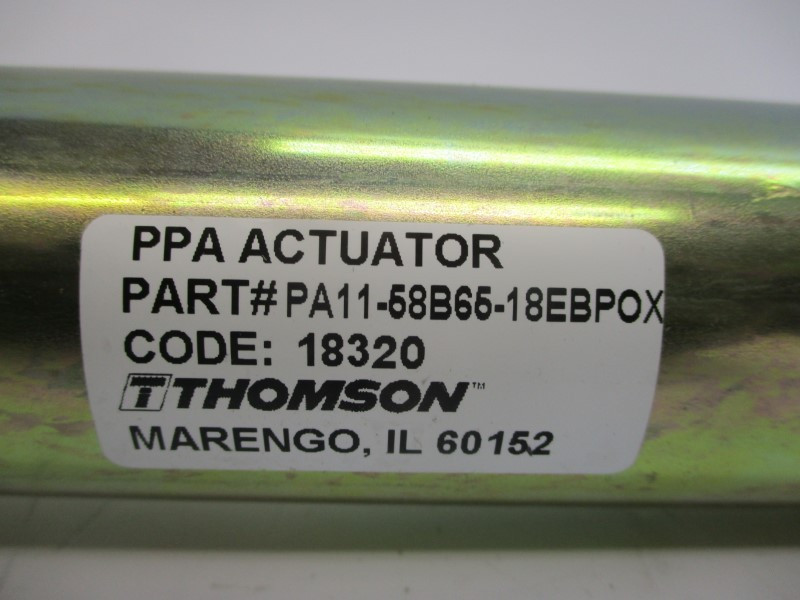 PPA ACTUATOR
PART# PA11-58B65-18EBPOX
CODE: 18320
T THOMSON™
MARENGO, IL 60152